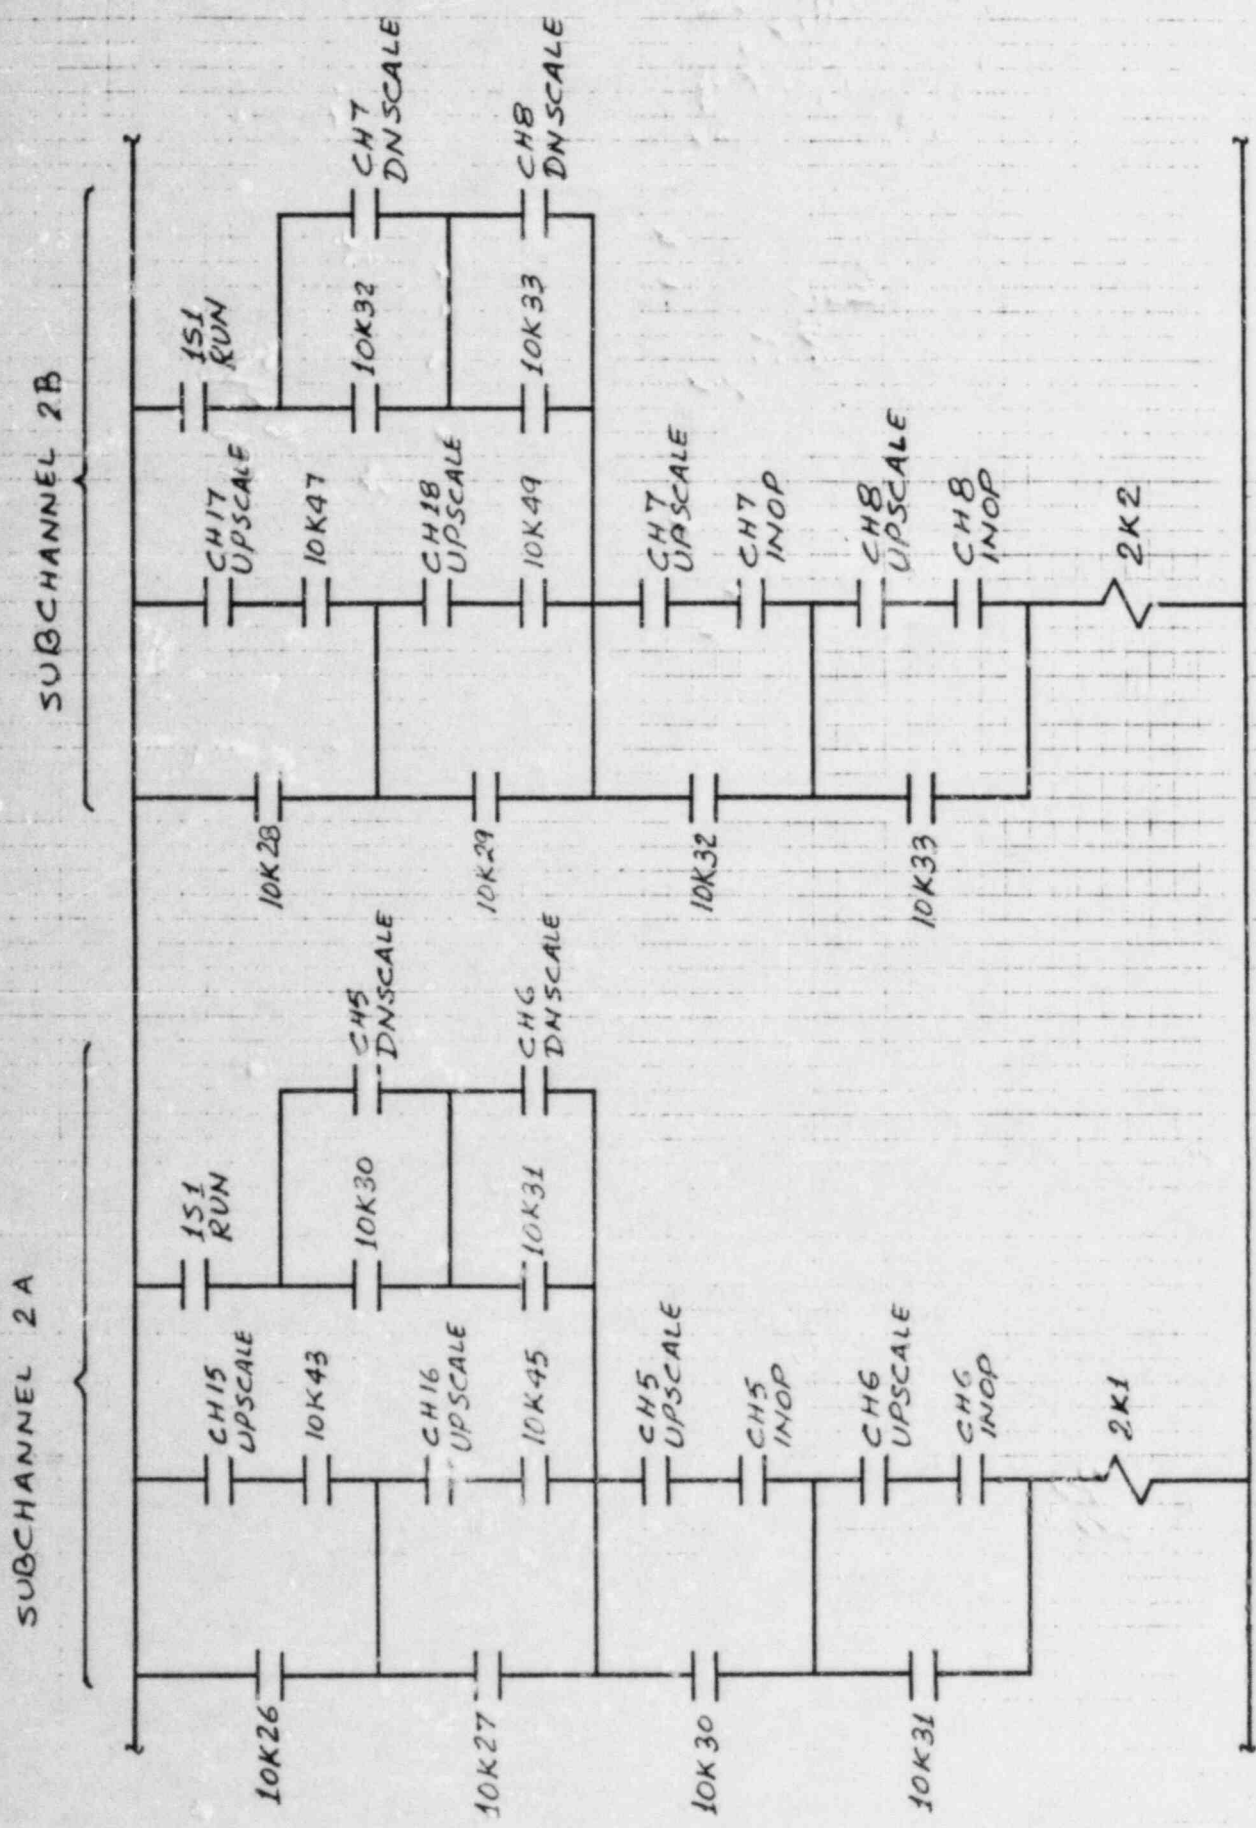 SUBCHANNEL 2A
10K26
10K27
10K30
10K31
CH15
UPSCALE
10K43
CH16
UPSCALE
10K45
CH5
UPSCALE
CH5
INOP
CH6
UPSCALE
CH6
INOP
2K1
1S1
RUN
10K30
10K31
CH5
DNSCALE
CH6
DNSCALE
SUBCHANNEL 2B
10K28
10K29
10K32
10K33
CH17
UPSCALE
10K47
CH18
UPSCALE
10K49
CH7
UPSCALE
CH7
INOP
CH8
UPSCALE
CH8
INOP
2K2
1S1
RUN
10K32
10K33
CH7
DNSCALE
CH8
DNSCALE